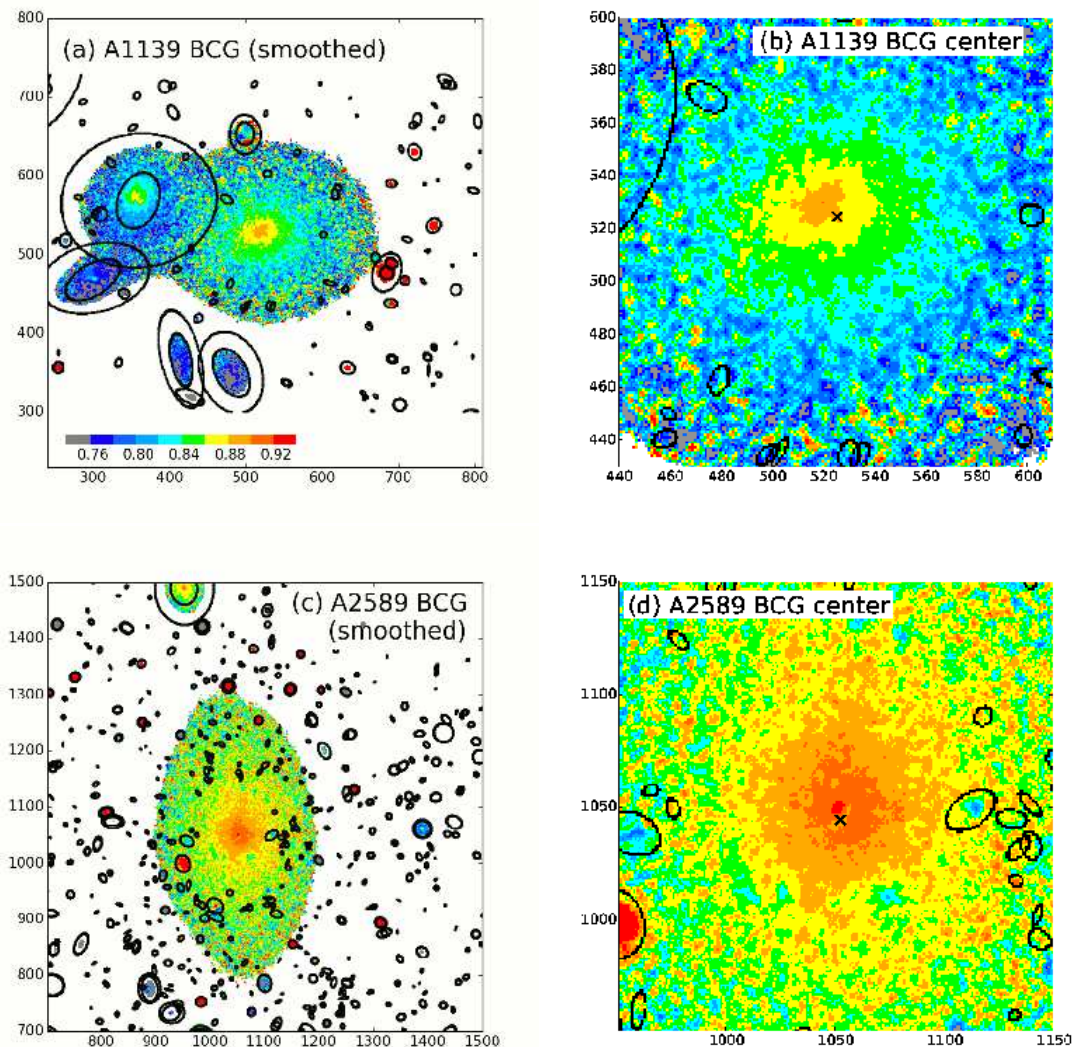 800
(a) A1139 BCG (smoothed)
700
600
500
400
300
0.76 0.80 0.84 0.88 0.92
300 400 500 600 700 800
600
(b) A1139 BCG center
580
560
540
520
500
480
460
440
440 460 480 500 520 540 560 580 600
1500
(c) A2589 BCG
(smoothed)
1400
1300
1200
1100
1000
900
800
700
700 800 900 1000 1100 1200 1300 1400 1500
1150
(d) A2589 BCG center
1100
1050
1000
1000 1050 1100 1150